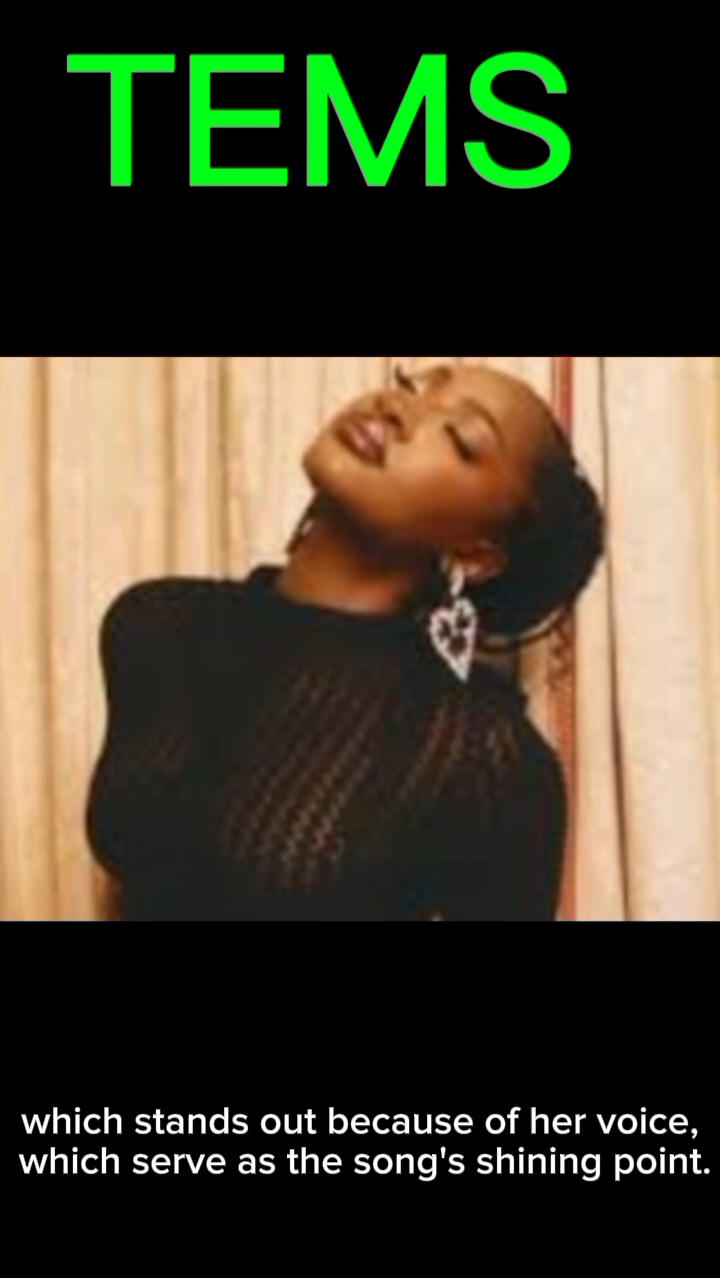 TEMS
which stands out because of her voice,
which serve as the song's shining point.